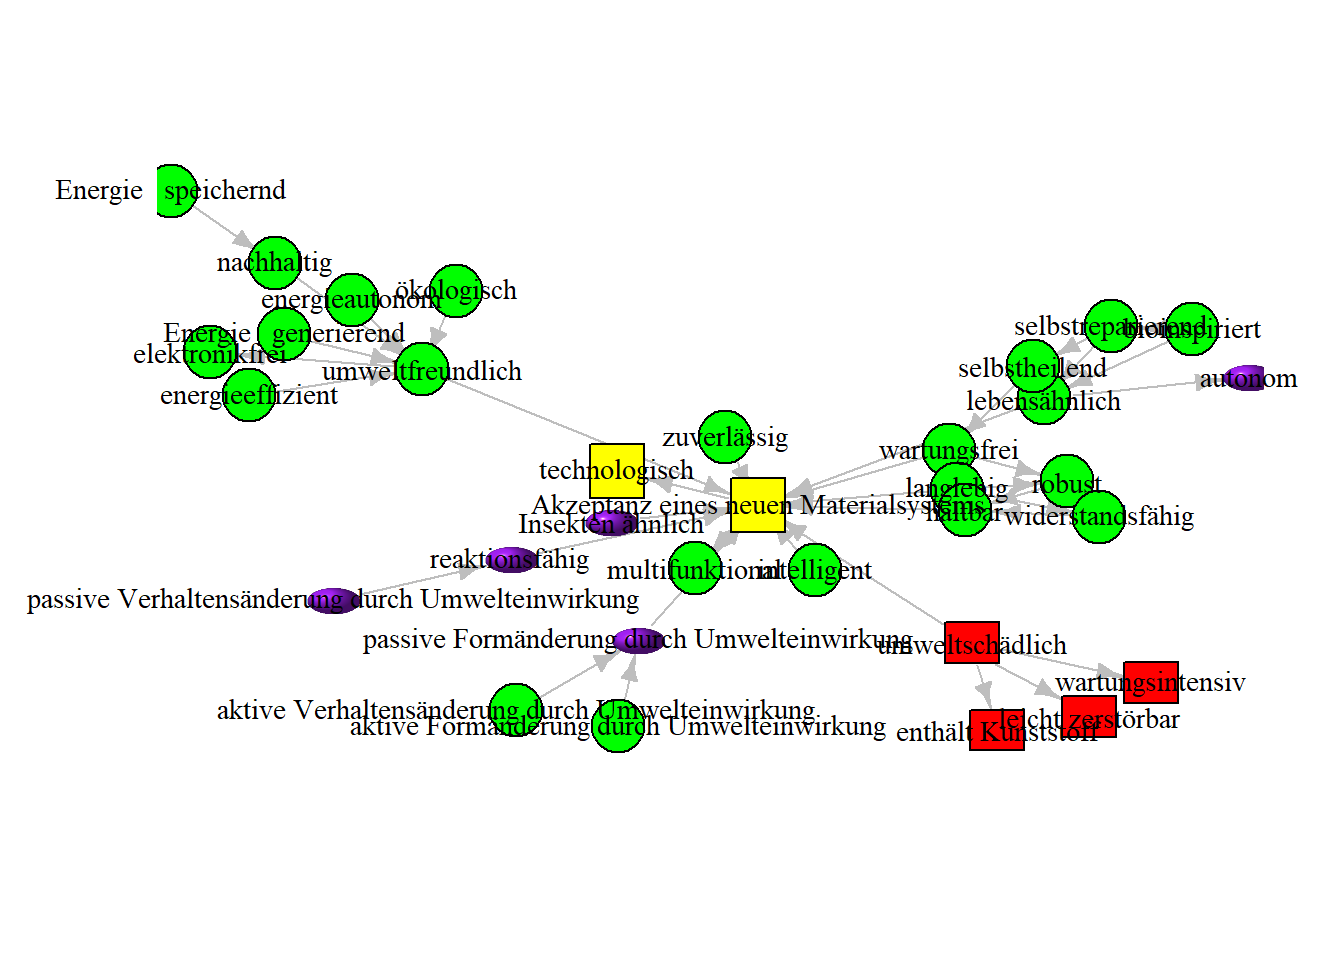 Energie speichernd
nachhaltig
ökologisch
energieautonom
Energie generierend
elektronikfrei
umweltfreundlich
energieeffizient
selbstreparierend
bioinspiriert
selbstheilend
autonom
lebensähnlich
zuverlässig
wartungsfrei
technologisch
robust
langlebig
Akzeptanz eines neuen Materialsystems
haltbar
widerstandsfähig
Insekten ähnlich
reaktionsfähig
multifunktional
intelligent
passive Verhaltensänderung durch Umwelteinwirkung
passive Formänderung durch Umwelteinwirkung
umweltschädlich
wartungsintensiv
aktive Verhaltensänderung durch Umwelteinwirkung
leicht zerstörbar
aktive Formänderung durch Umwelteinwirkung
enthält Kunststoff